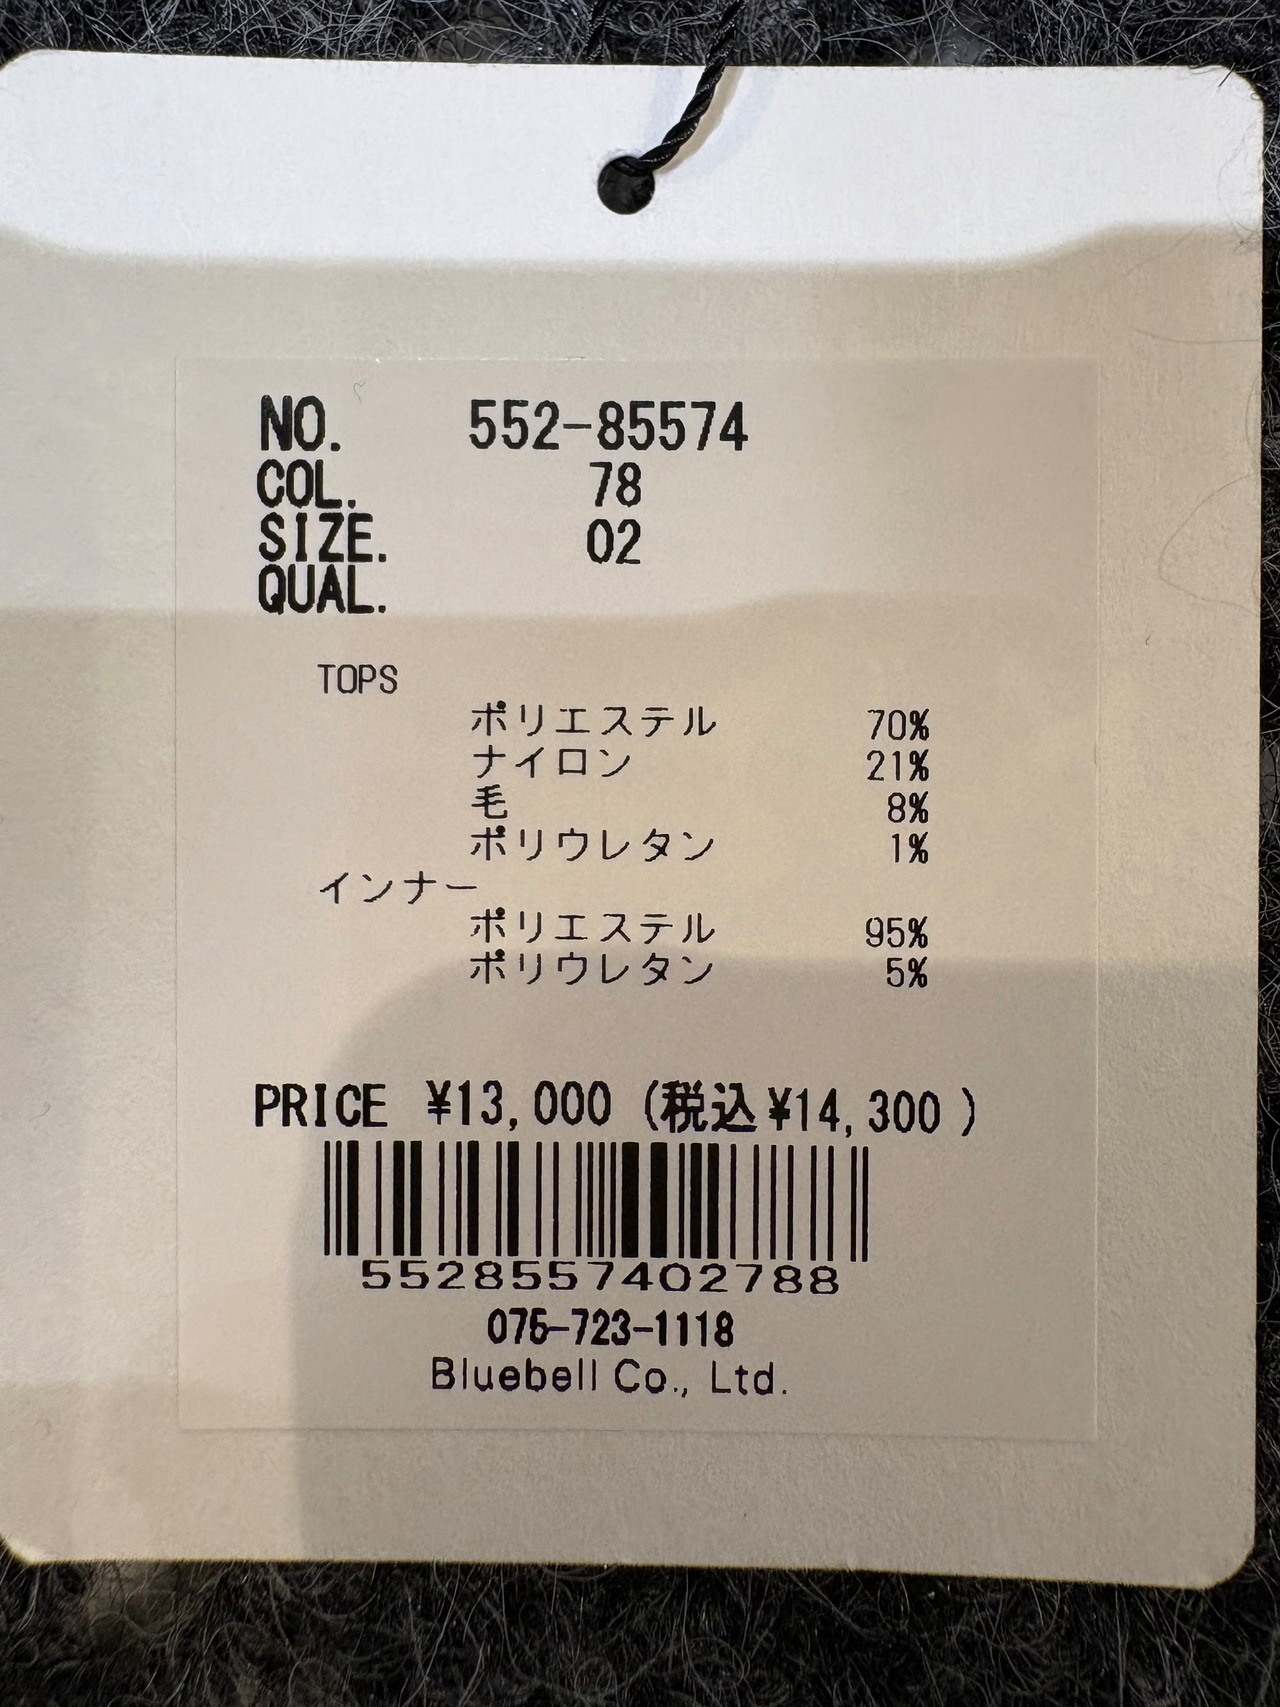 NO. 552-85574
COL. 78
SIZE. 02
QUAL.
TOPS
ポリエステル 70%
ナイロン 21%
毛 8%
ポリウレタン 1%
インナー
ポリエステル 95%
ポリウレタン 5%
PRICE ¥13,000 (税込¥14,300 )
5528557402788
075-723-1118
Bluebell Co., Ltd.